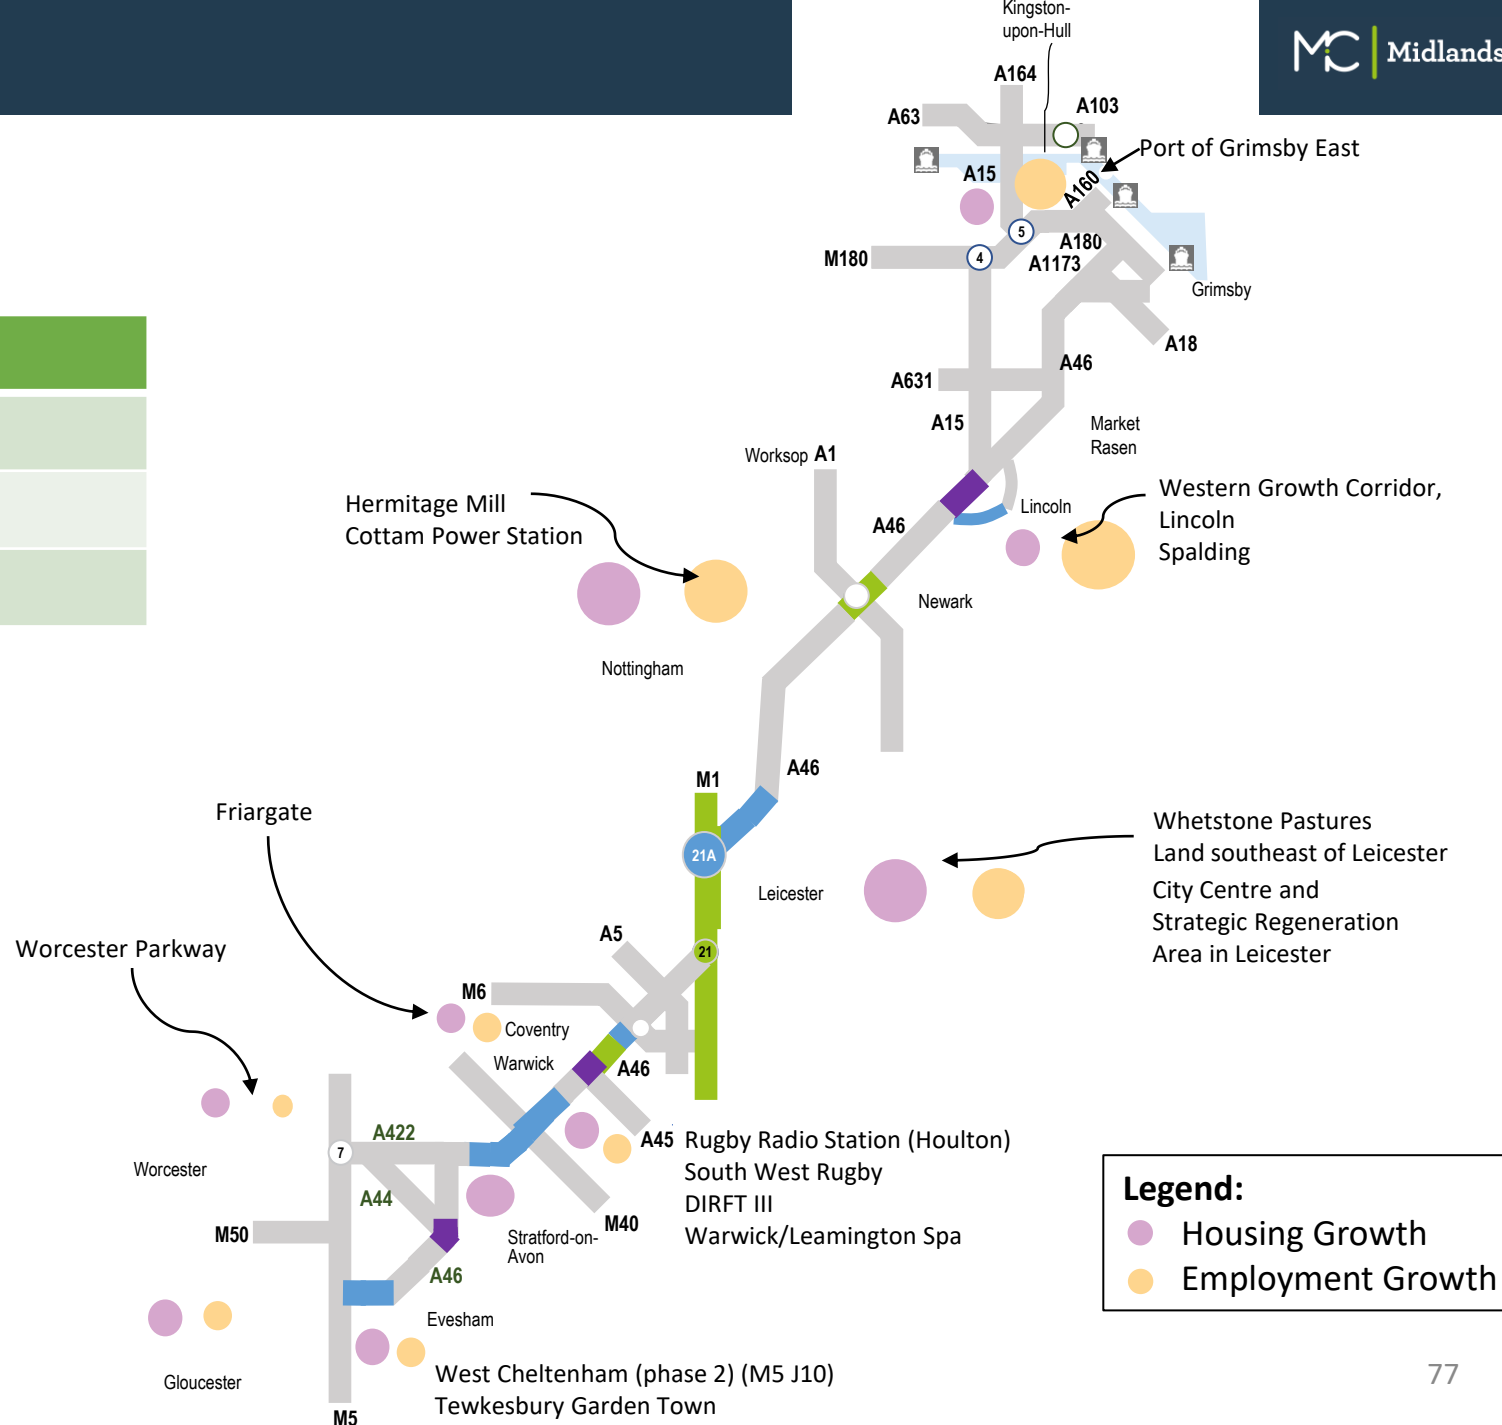 Kingston-
upon-Hull
MiC | Midlands
A164
A63
A103
Port of Grimsby East
A15
A160
5
A180
M180
4
A1173
Grimsby
A18
A46
A631
A15
Market
Rasen
Worksop A1
Hermitage Mill
Cottam Power Station
Western Growth Corridor,
Lincoln
Spalding
Lincoln
A46
Newark
Nottingham
A46
M1
Friargate
Whetstone Pastures
Land southeast of Leicester
City Centre and
Strategic Regeneration
Area in Leicester
21A
Leicester
A5
Worcester Parkway
21
M6
Coventry
Warwick
A46
A422
7
A45
Rugby Radio Station (Houlton)
South West Rugby
DIRFT III
Warwick/Leamington Spa
Worcester
A44
M50
M40
Stratford-on-
Avon
A46
Legend:
Housing Growth
Employment Growth
Evesham
Gloucester
West Cheltenham (phase 2) (M5 J10)
Tewkesbury Garden Town
M5
77